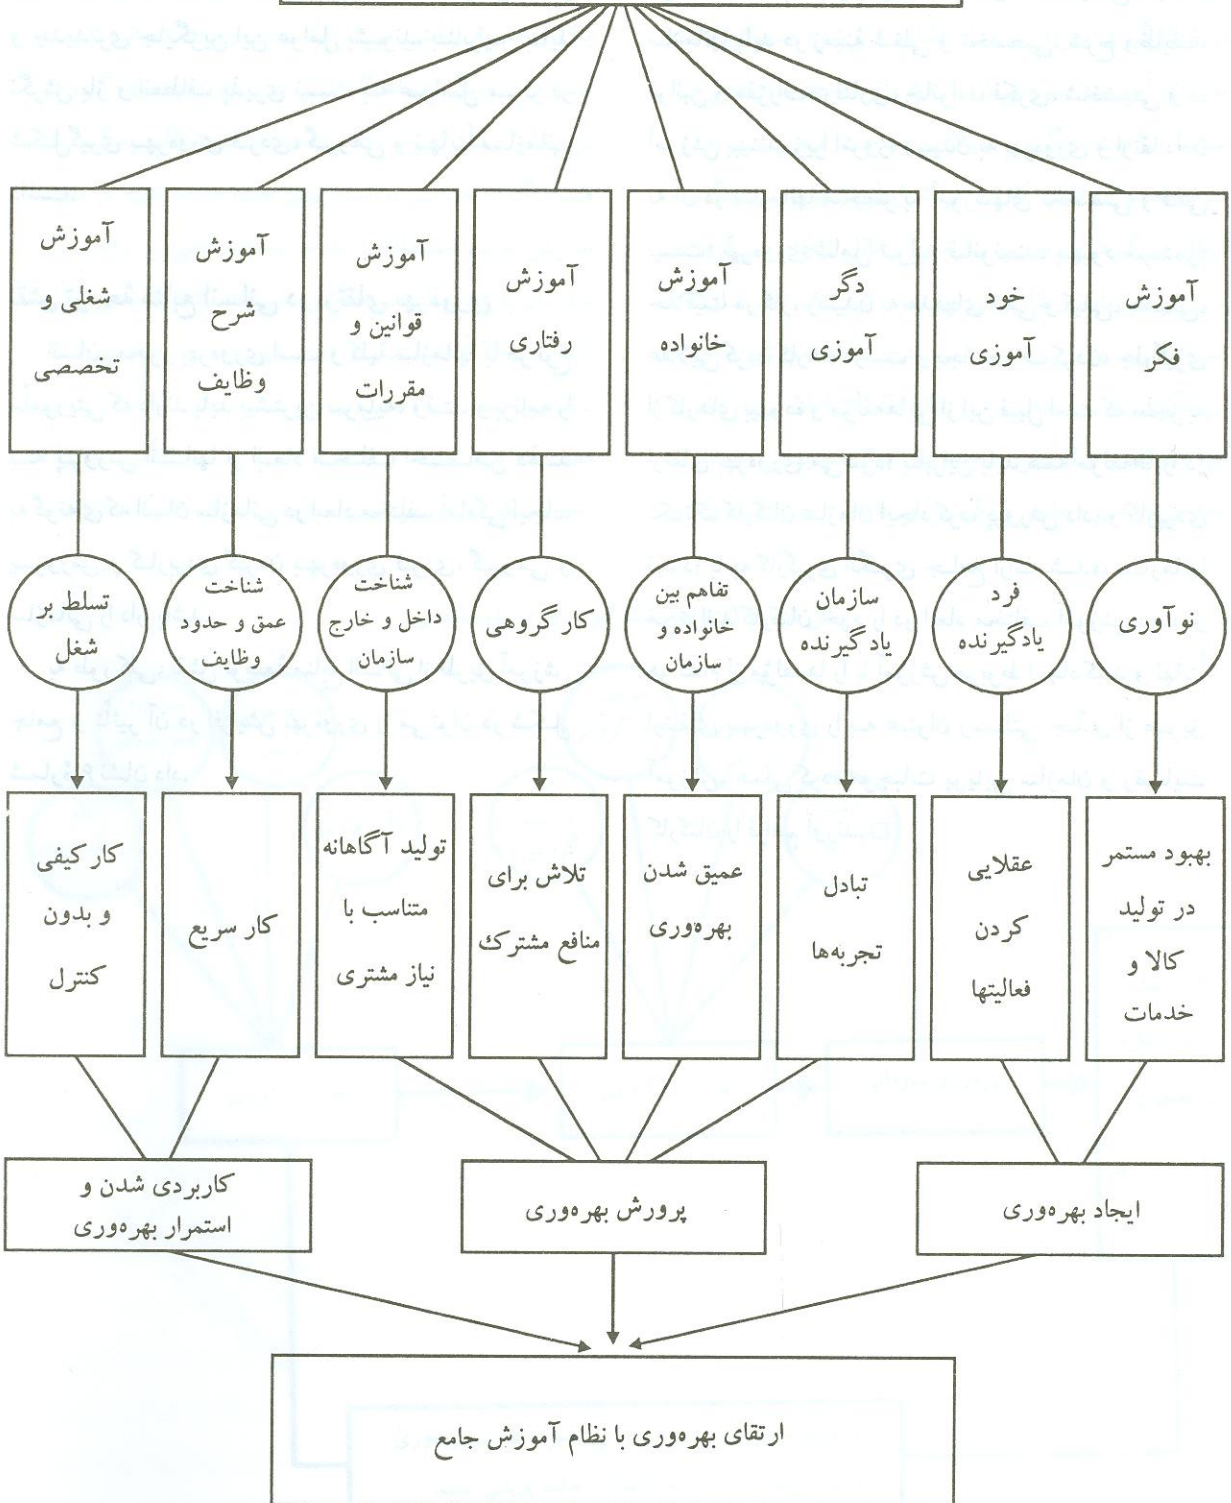 آموزش
فکر
خود
آموزی
دگر
آموزی
آموزش
خانواده
آموزش
رفتاری
آموزش
قوانین و
مقررات
آموزش
شرح
وظایف
آموزش
شغلی و
تخصصی
نوآوری
فرد
یادگیرنده
سازمان
یادگیرنده
تفاهم بین
خانواده و
سازمان
کار گروهی
شناخت
داخل و خارج
سازمان
شناخت
عمق و حدود
وظایف
تسلط بر
شغل
بهبود مستمر
در تولید
کالا و
خدمات
عقلایی
کردن
فعالیتها
تبادل
تجربه‌ها
عمیق شدن
بهره‌وری
تلاش برای
منافع مشترک
تولید آگاهانه
متناسب با
نیاز مشتری
کار سریع
کار کیفی
و بدون
کنترل
ایجاد بهره‌وری
پرورش بهره‌وری
کاربردی شدن و
استمرار بهره‌وری
ارتقای بهره‌وری با نظام آموزش جامع